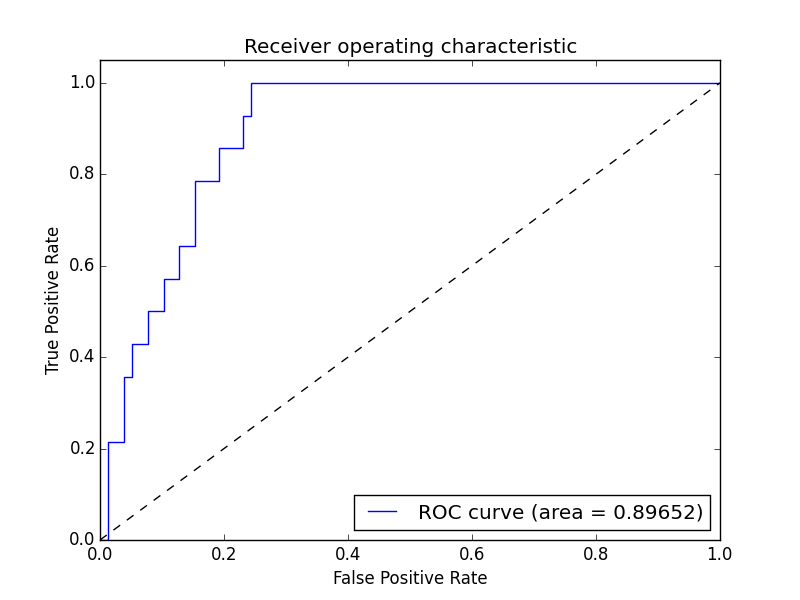 Receiver operating characteristic
True Positive Rate
1.0
0.8
0.6
0.4
0.2
0.0
ROC curve (area = 0.89652)
0.0 0.2 0.4 0.6 0.8 1.0
False Positive Rate